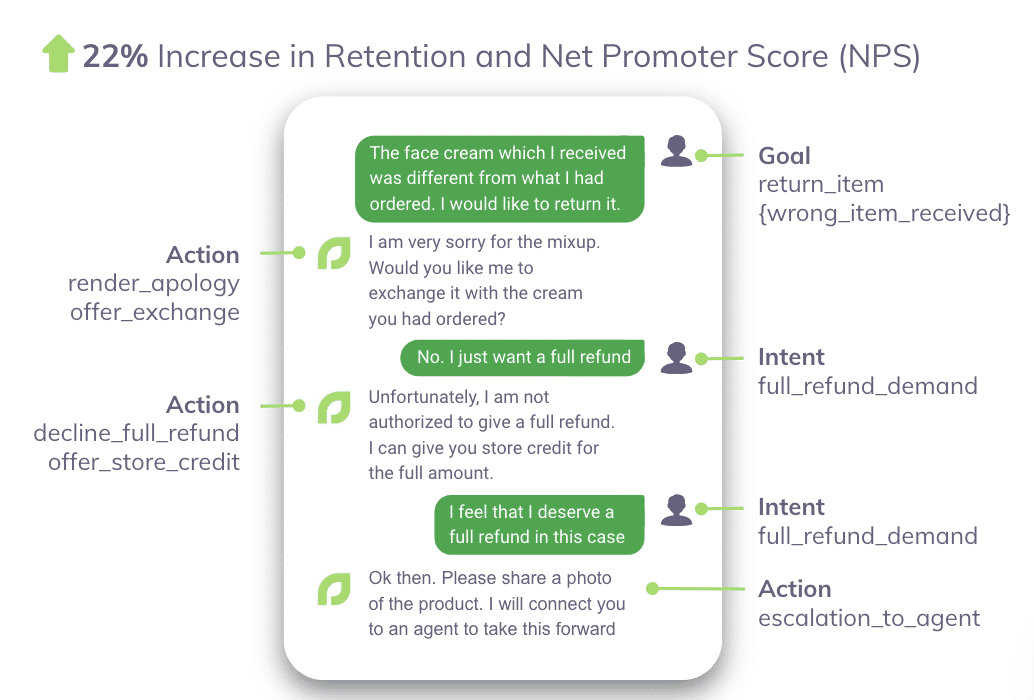 22% Increase in Retention and Net Promoter Score (NPS)
The face cream which I received
was different from what I had
ordered. I would like to return it.
Goal
return_item
{wrong_item_received}
I am very sorry for the mixup.
Would you like me to
exchange it with the cream
you had ordered?
Action
render_apology
offer_exchange
No. I just want a full refund
Intent
full_refund_demand
Unfortunately, I am not
authorized to give a full refund.
I can give you store credit for
the full amount.
Action
decline_full_refund
offer_store_credit
I feel that I deserve a
full refund in this case
Intent
full_refund_demand
Ok then. Please share a photo
of the product. I will connect you
to an agent to take this forward
Action
escalation_to_agent